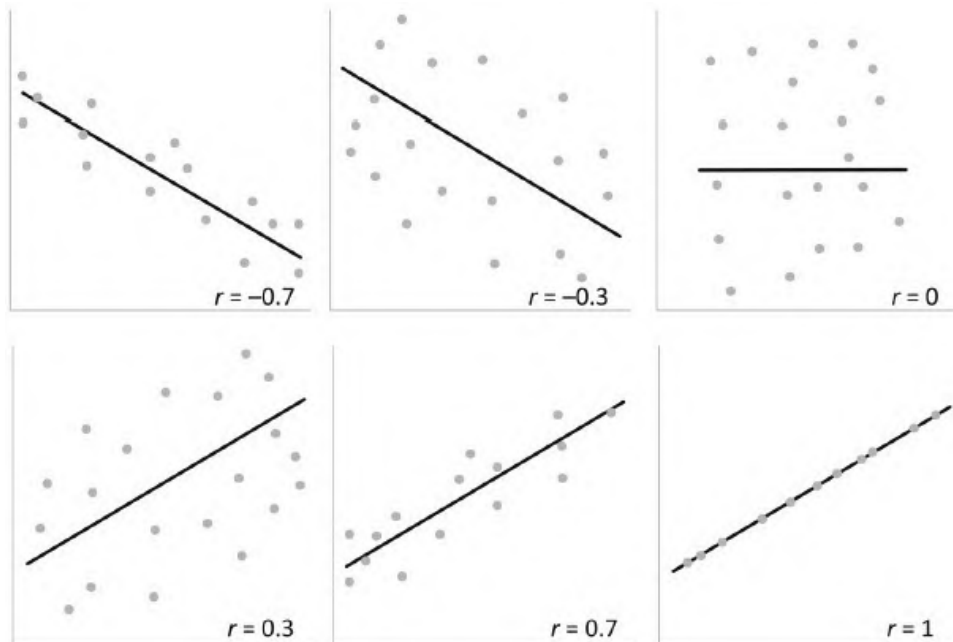 r = –0.7
r = –0.3
r = 0
r = 0.3
r = 0.7
r = 1